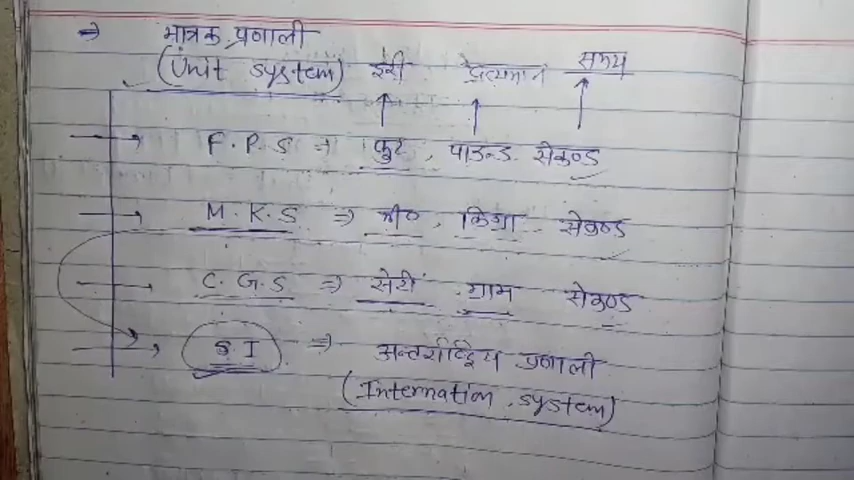 ⇒ मात्रक प्रणाली
(Unit system) दूरी द्रव्यमान समय
F.P.S ⇒ फुट, पाउन्ड सेकण्ड
M.K.S ⇒ मी०, किग्रा सेकण्ड
C.G.S ⇒ सेमी ग्राम सेकण्ड
S.I ⇒ अन्तर्राष्ट्रिय प्रणाली
(Internation system)